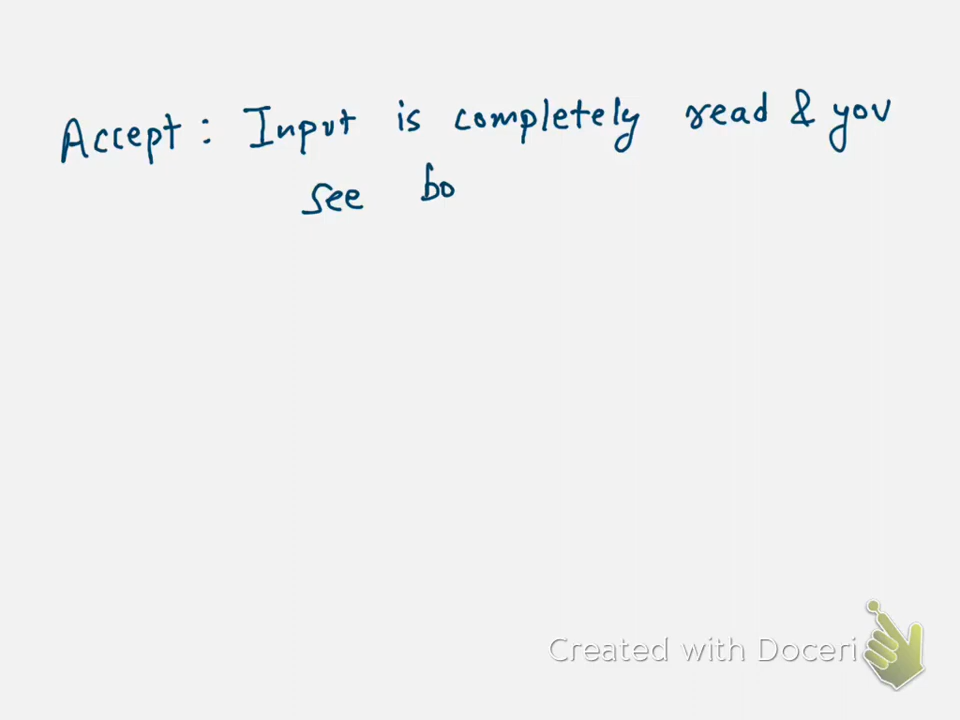 Accept : Input is completely read & you
see bo
Created with Doceri